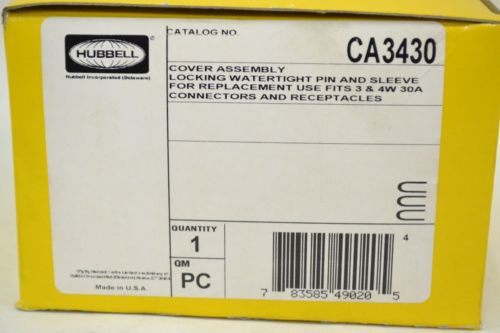 CATALOG NO.
CA3430
HUBBELL
®
Hubbell Incorporated (Delaware)
COVER ASSEMBLY
LOCKING WATERTIGHT PIN AND SLEEVE
FOR REPLACEMENT USE FITS 3 & 4W 30A
CONNECTORS AND RECEPTACLES
QUANTITY
1
QM
PC
Made in U.S.A.
4
7 83585 49020 5